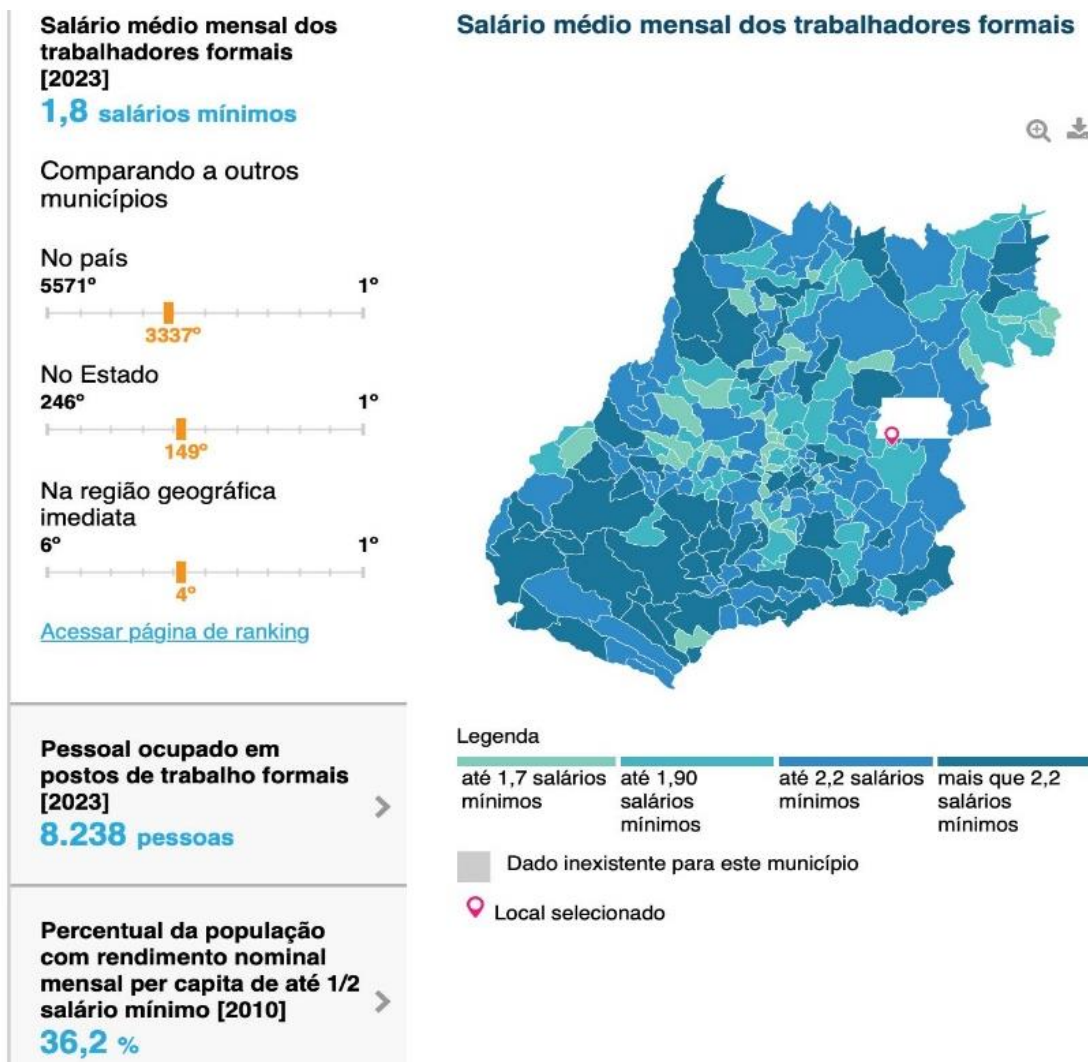 Salário médio mensal dos
trabalhadores formais
[2023]
1,8 salários mínimos
Comparando a outros
municípios
No país
5571º 1º
3337º
No Estado
246º 1º
149º
Na região geográfica
imediata
6º 1º
4º
Acessar página de ranking
Pessoal ocupado em
postos de trabalho formais
[2023]
8.238 pessoas
Percentual da população
com rendimento nominal
mensal per capita de até 1/2
salário mínimo [2010]
36,2 %
Salário médio mensal dos trabalhadores formais
Legenda
até 1,7 salários
mínimos
até 1,90
salários
mínimos
até 2,2 salários
mínimos
mais que 2,2
salários
mínimos
Dado inexistente para este município
Local selecionado